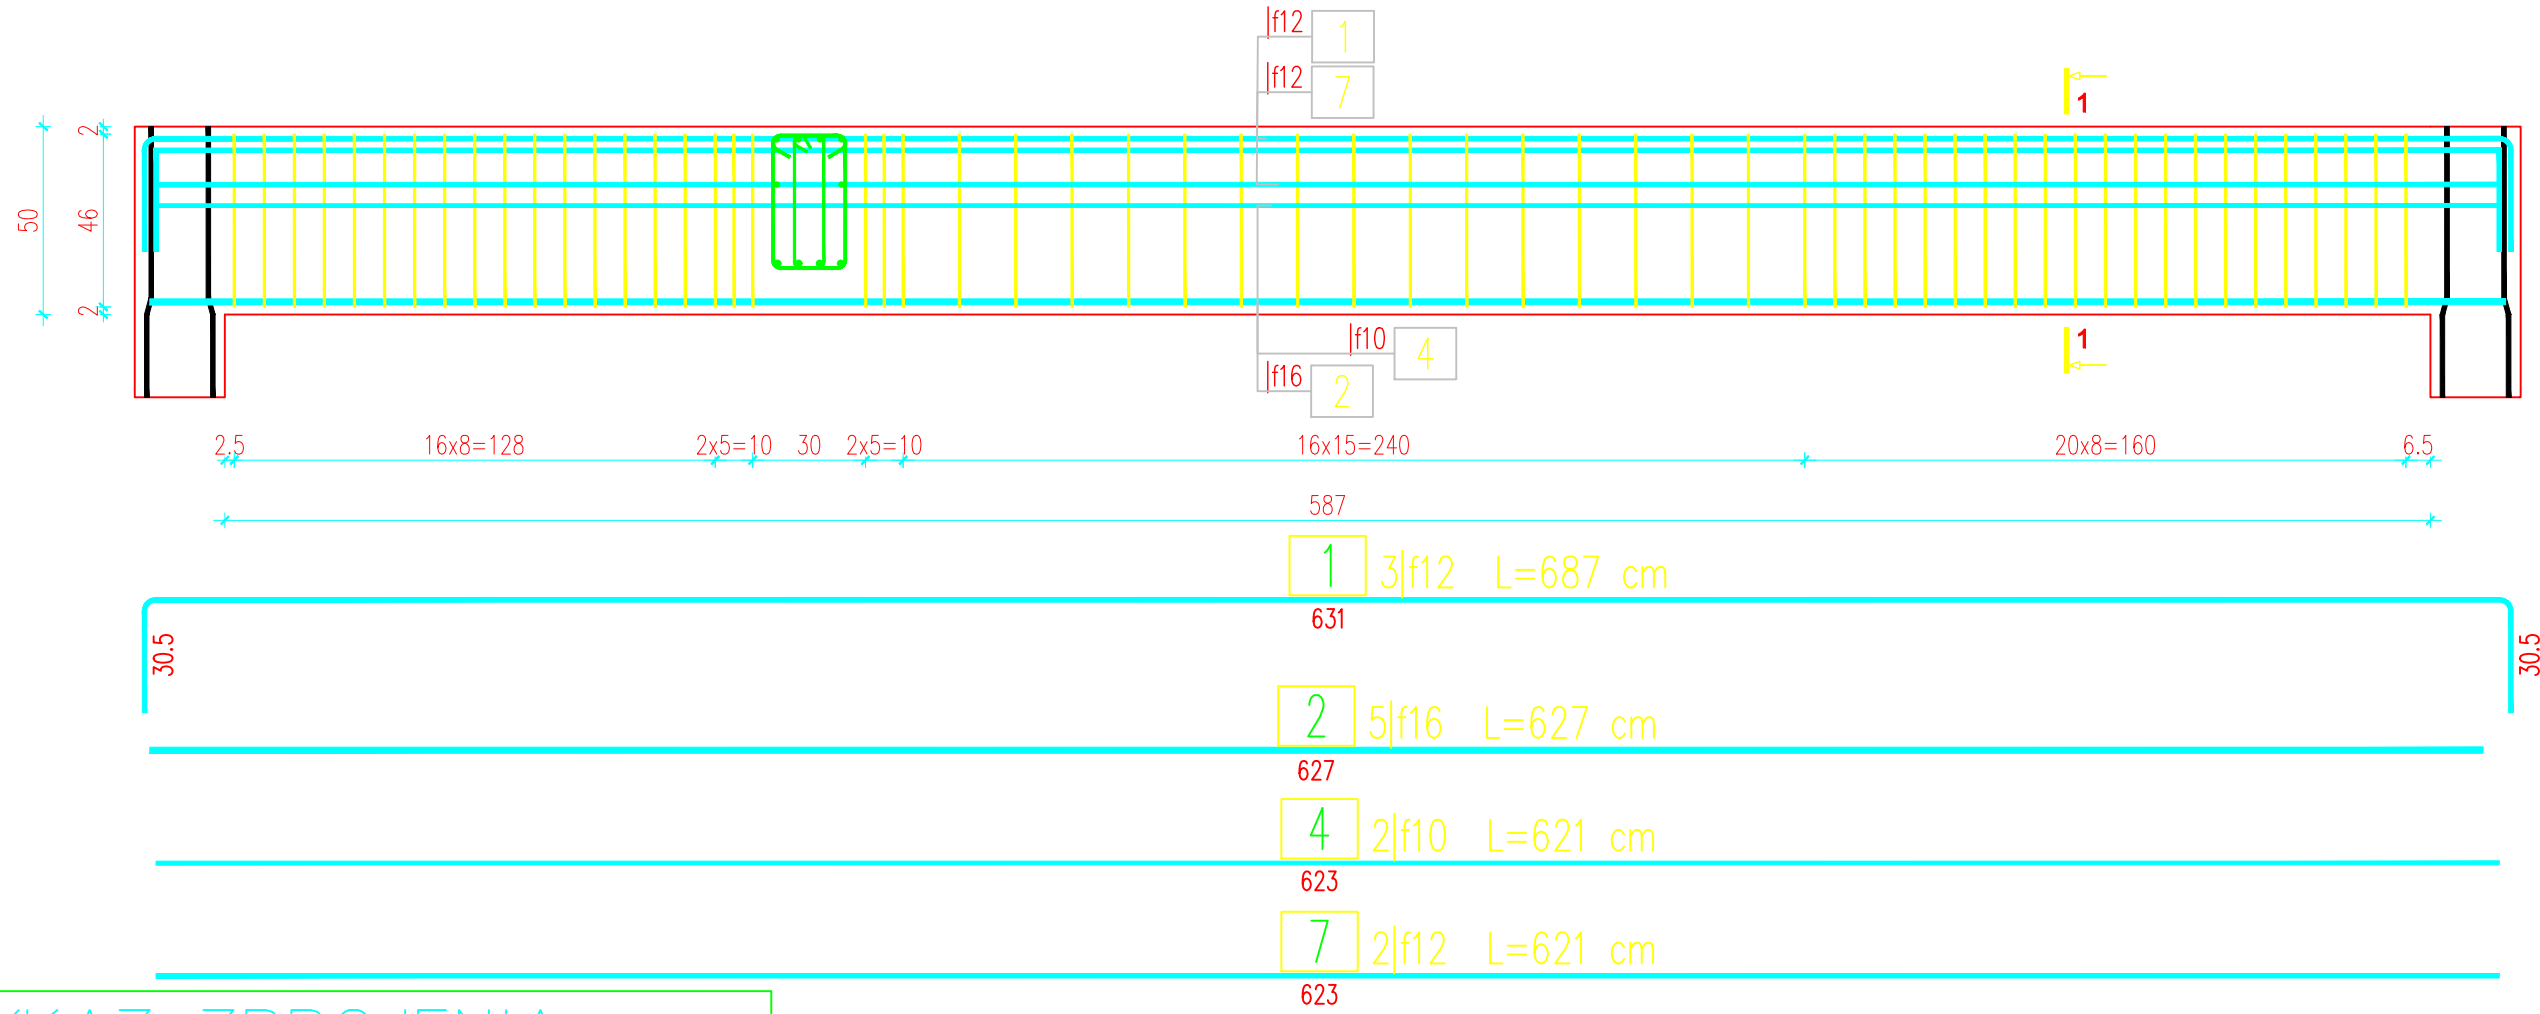 |f12 1
|f12 7
1
2
50
46
2
|f10 4
|f16 2
1
2.5 16x8=128 2x5=10 30 2x5=10 16x15=240 20x8=160 6.5
587
1 3|f12 L=687 cm
631
30.5
30.5
2 5|f16 L=627 cm
627
4 2|f10 L=621 cm
623
7 2|f12 L=621 cm
623